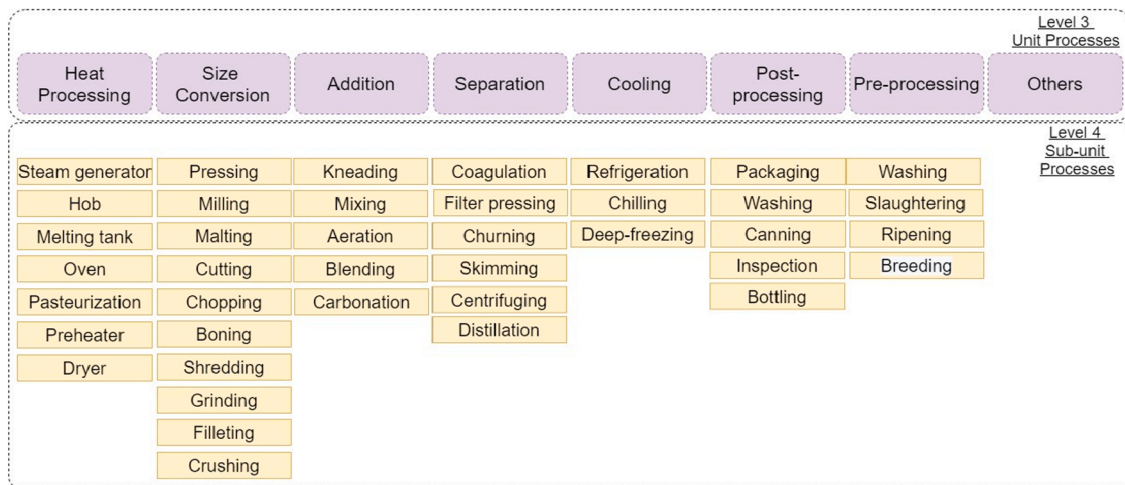 Level 3
Unit Processes
Heat
Processing
Size
Conversion
Addition
Separation
Cooling
Post-
processing
Pre-processing
Others
Level 4
Sub-unit
Processes
Steam generator
Hob
Melting tank
Oven
Pasteurization
Preheater
Dryer
Pressing
Milling
Malting
Cutting
Chopping
Boning
Shredding
Grinding
Filleting
Crushing
Kneading
Mixing
Aeration
Blending
Carbonation
Coagulation
Filter pressing
Churning
Skimming
Centrifuging
Distillation
Refrigeration
Chilling
Deep-freezing
Packaging
Washing
Canning
Inspection
Bottling
Washing
Slaughtering
Ripening
Breeding